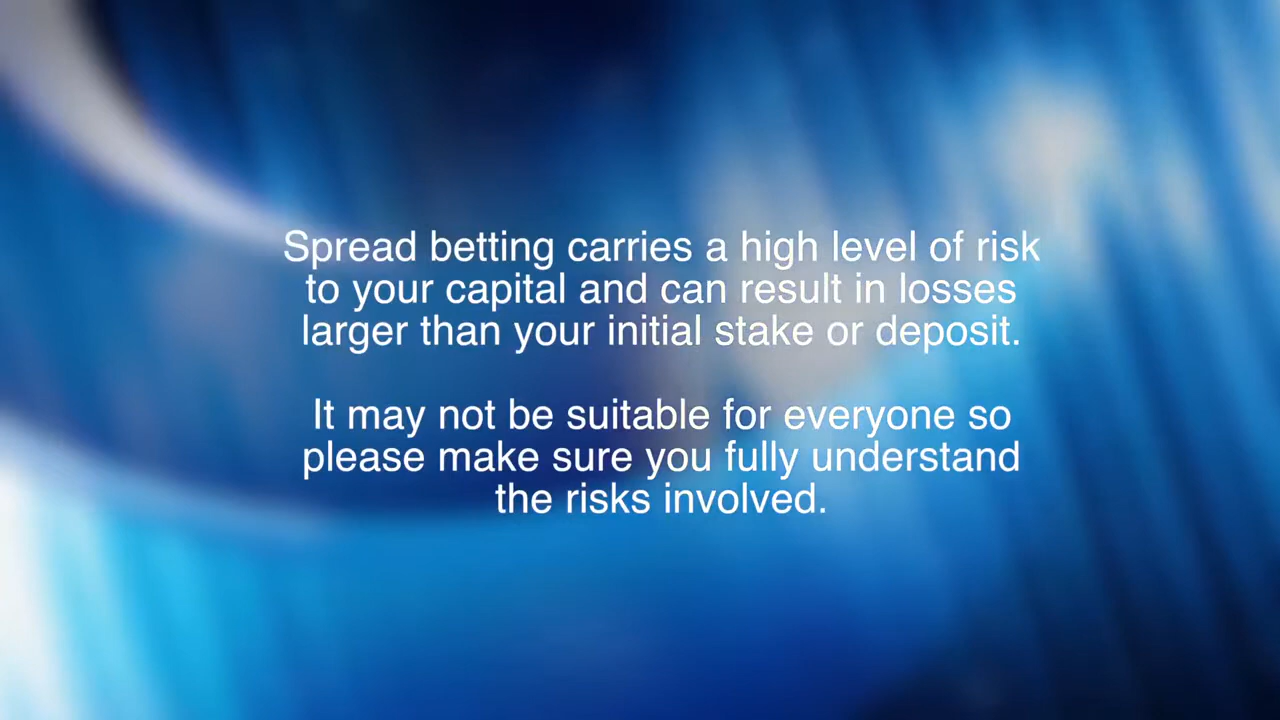 Spread betting carries a high level of risk
to your capital and can result in losses
larger than your initial stake or deposit.
It may not be suitable for everyone so
please make sure you fully understand
the risks involved.